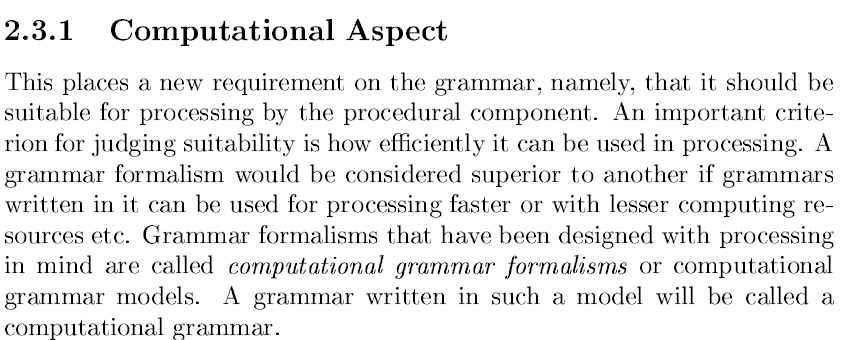 2.3.1 Computational Aspect
This places a new requirement on the grammar, namely, that it should be
suitable for processing by the procedural component. An important crite-
rion for judging suitability is how efficiently it can be used in processing. A
grammar formalism would be considered superior to another if grammars
written in it can be used for processing faster or with lesser computing re-
sources etc. Grammar formalisms that have been designed with processing
in mind are called computational grammar formalisms or computational
grammar models. A grammar written in such a model will be called a
computational grammar.